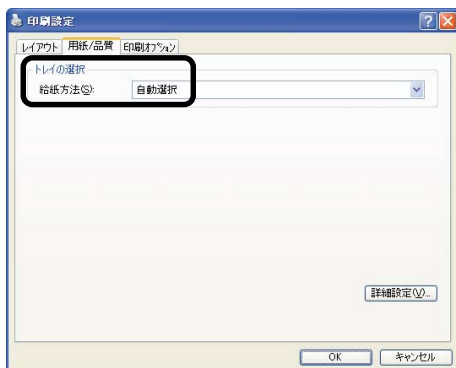 印刷設定
レイアウト 用紙/品質 印刷ｵﾌﾟｼｮﾝ
トレイの選択
給紙方法(S): 自動選択
詳細設定(V)...
OK キャンセル